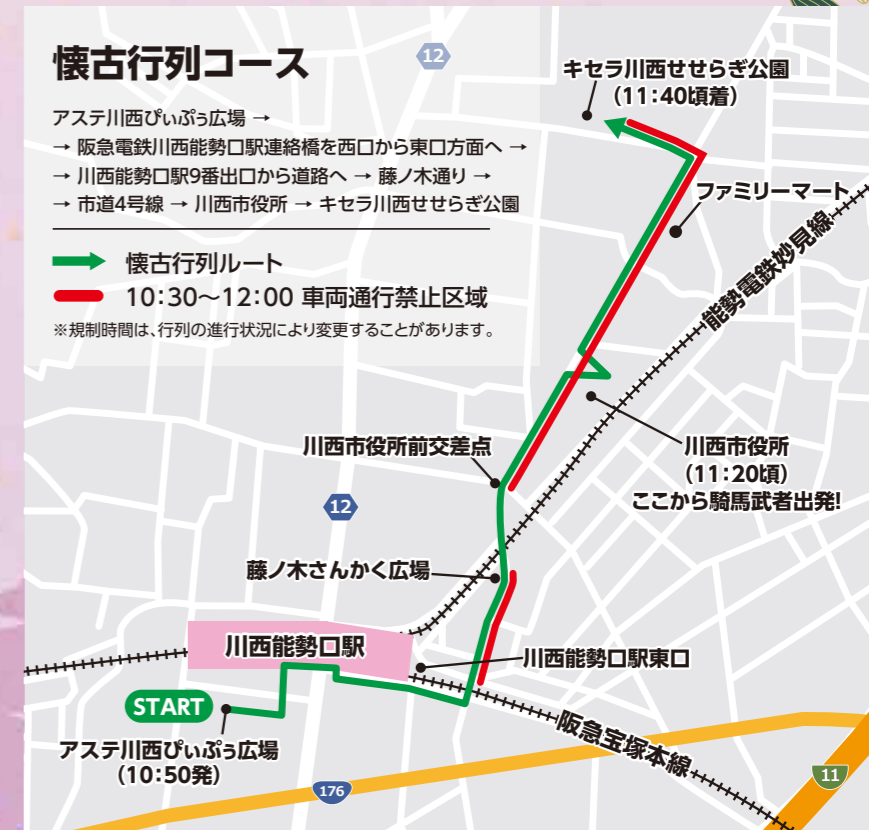 懐古行列コース
アステ川西ぴぃぷぅ広場 →
→ 阪急電鉄川西能勢口駅連絡橋を西口から東口方面へ →
→ 川西能勢口駅9番出口から道路へ → 藤ノ木通り →
→ 市道4号線 → 川西市役所 → キセラ川西せせらぎ公園
懐古行列ルート
10：30〜12：00 車両通行禁止区域
※規制時間は、行列の進行状況により変更することがあります。
12
キセラ川西せせらぎ公園
（11：40頃着）
ファミリーマート
能勢電鉄妙見線
川西市役所前交差点
川西市役所
（11：20頃）
ここから騎馬武者出発!
12
藤ノ木さんかく広場
川西能勢口駅
川西能勢口駅東口
START
アステ川西ぴぃぷぅ広場
（10：50発）
阪急宝塚本線
176
11